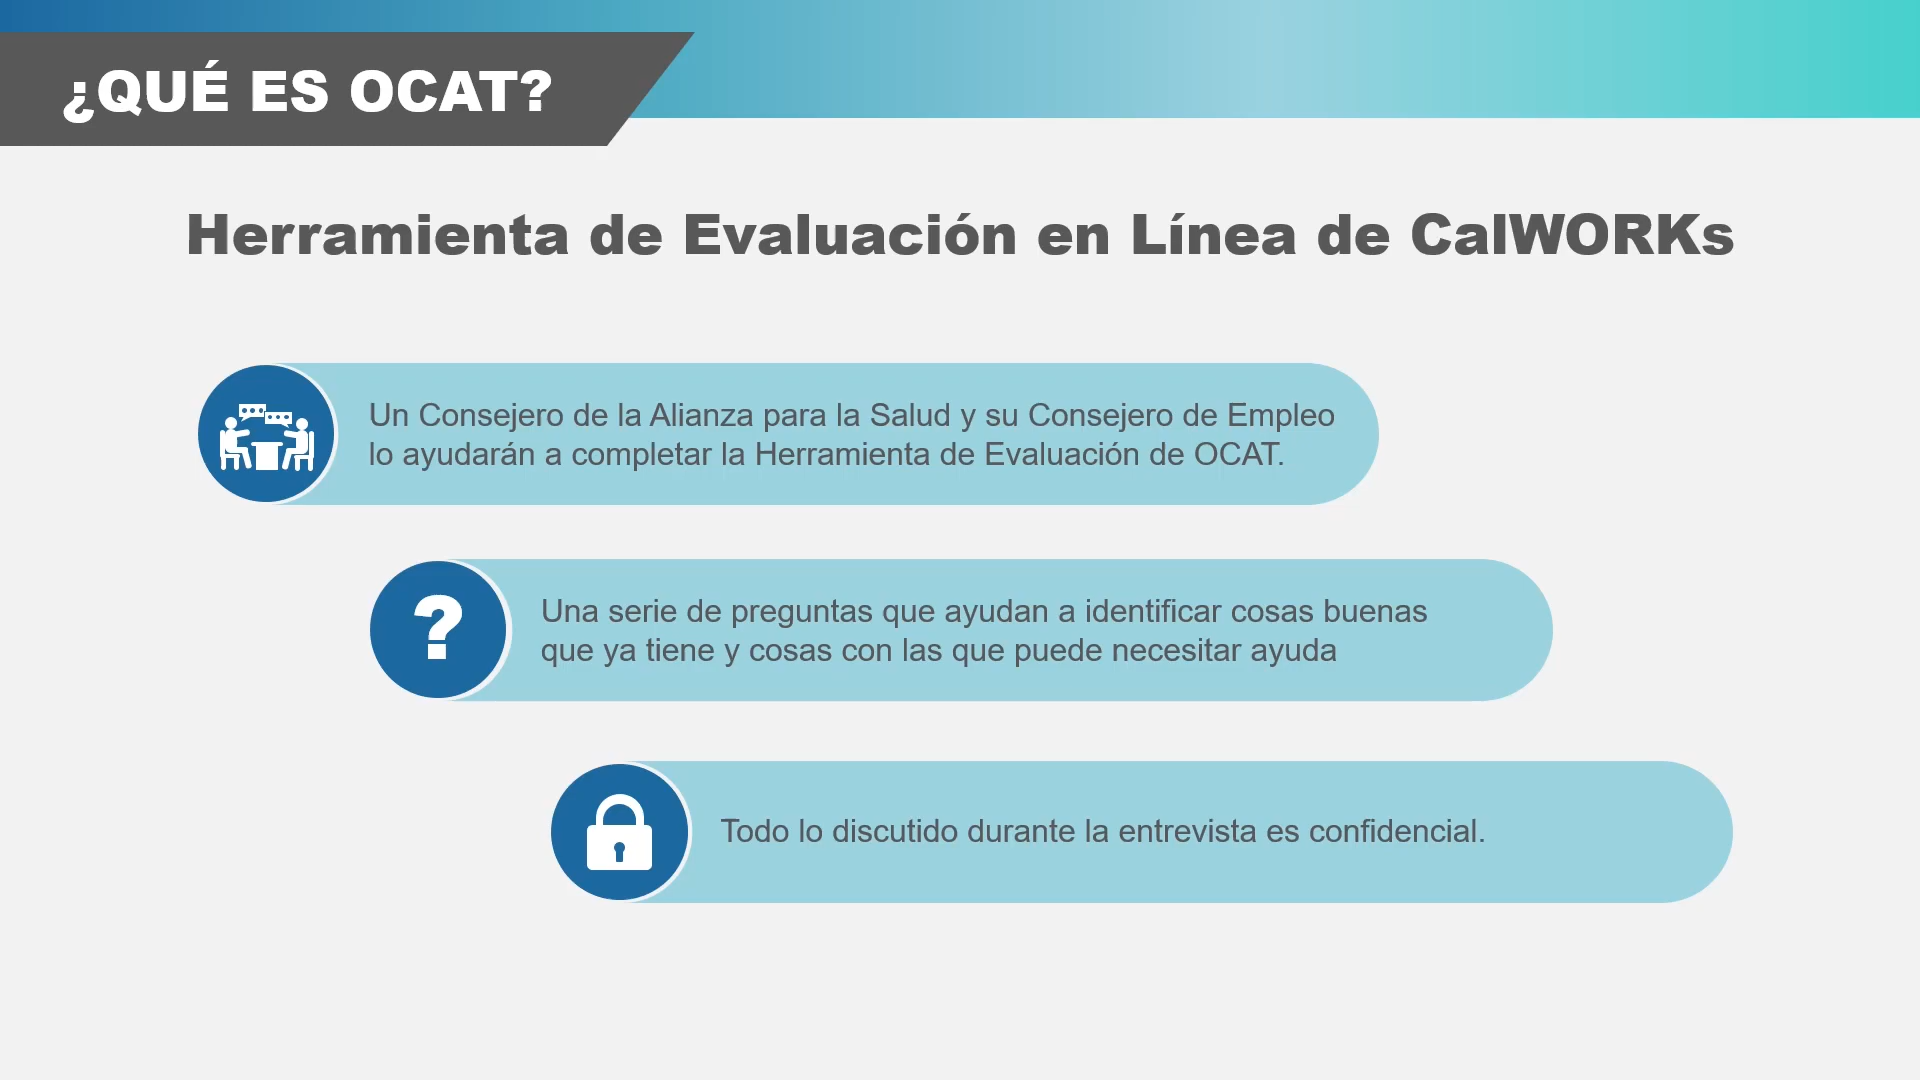 ¿QUÉ ES OCAT?
Herramienta de Evaluación en Línea de CalWORKs
Un Consejero de la Alianza para la Salud y su Consejero de Empleo
lo ayudarán a completar la Herramienta de Evaluación de OCAT.
?
Una serie de preguntas que ayudan a identificar cosas buenas
que ya tiene y cosas con las que puede necesitar ayuda
Todo lo discutido durante la entrevista es confidencial.